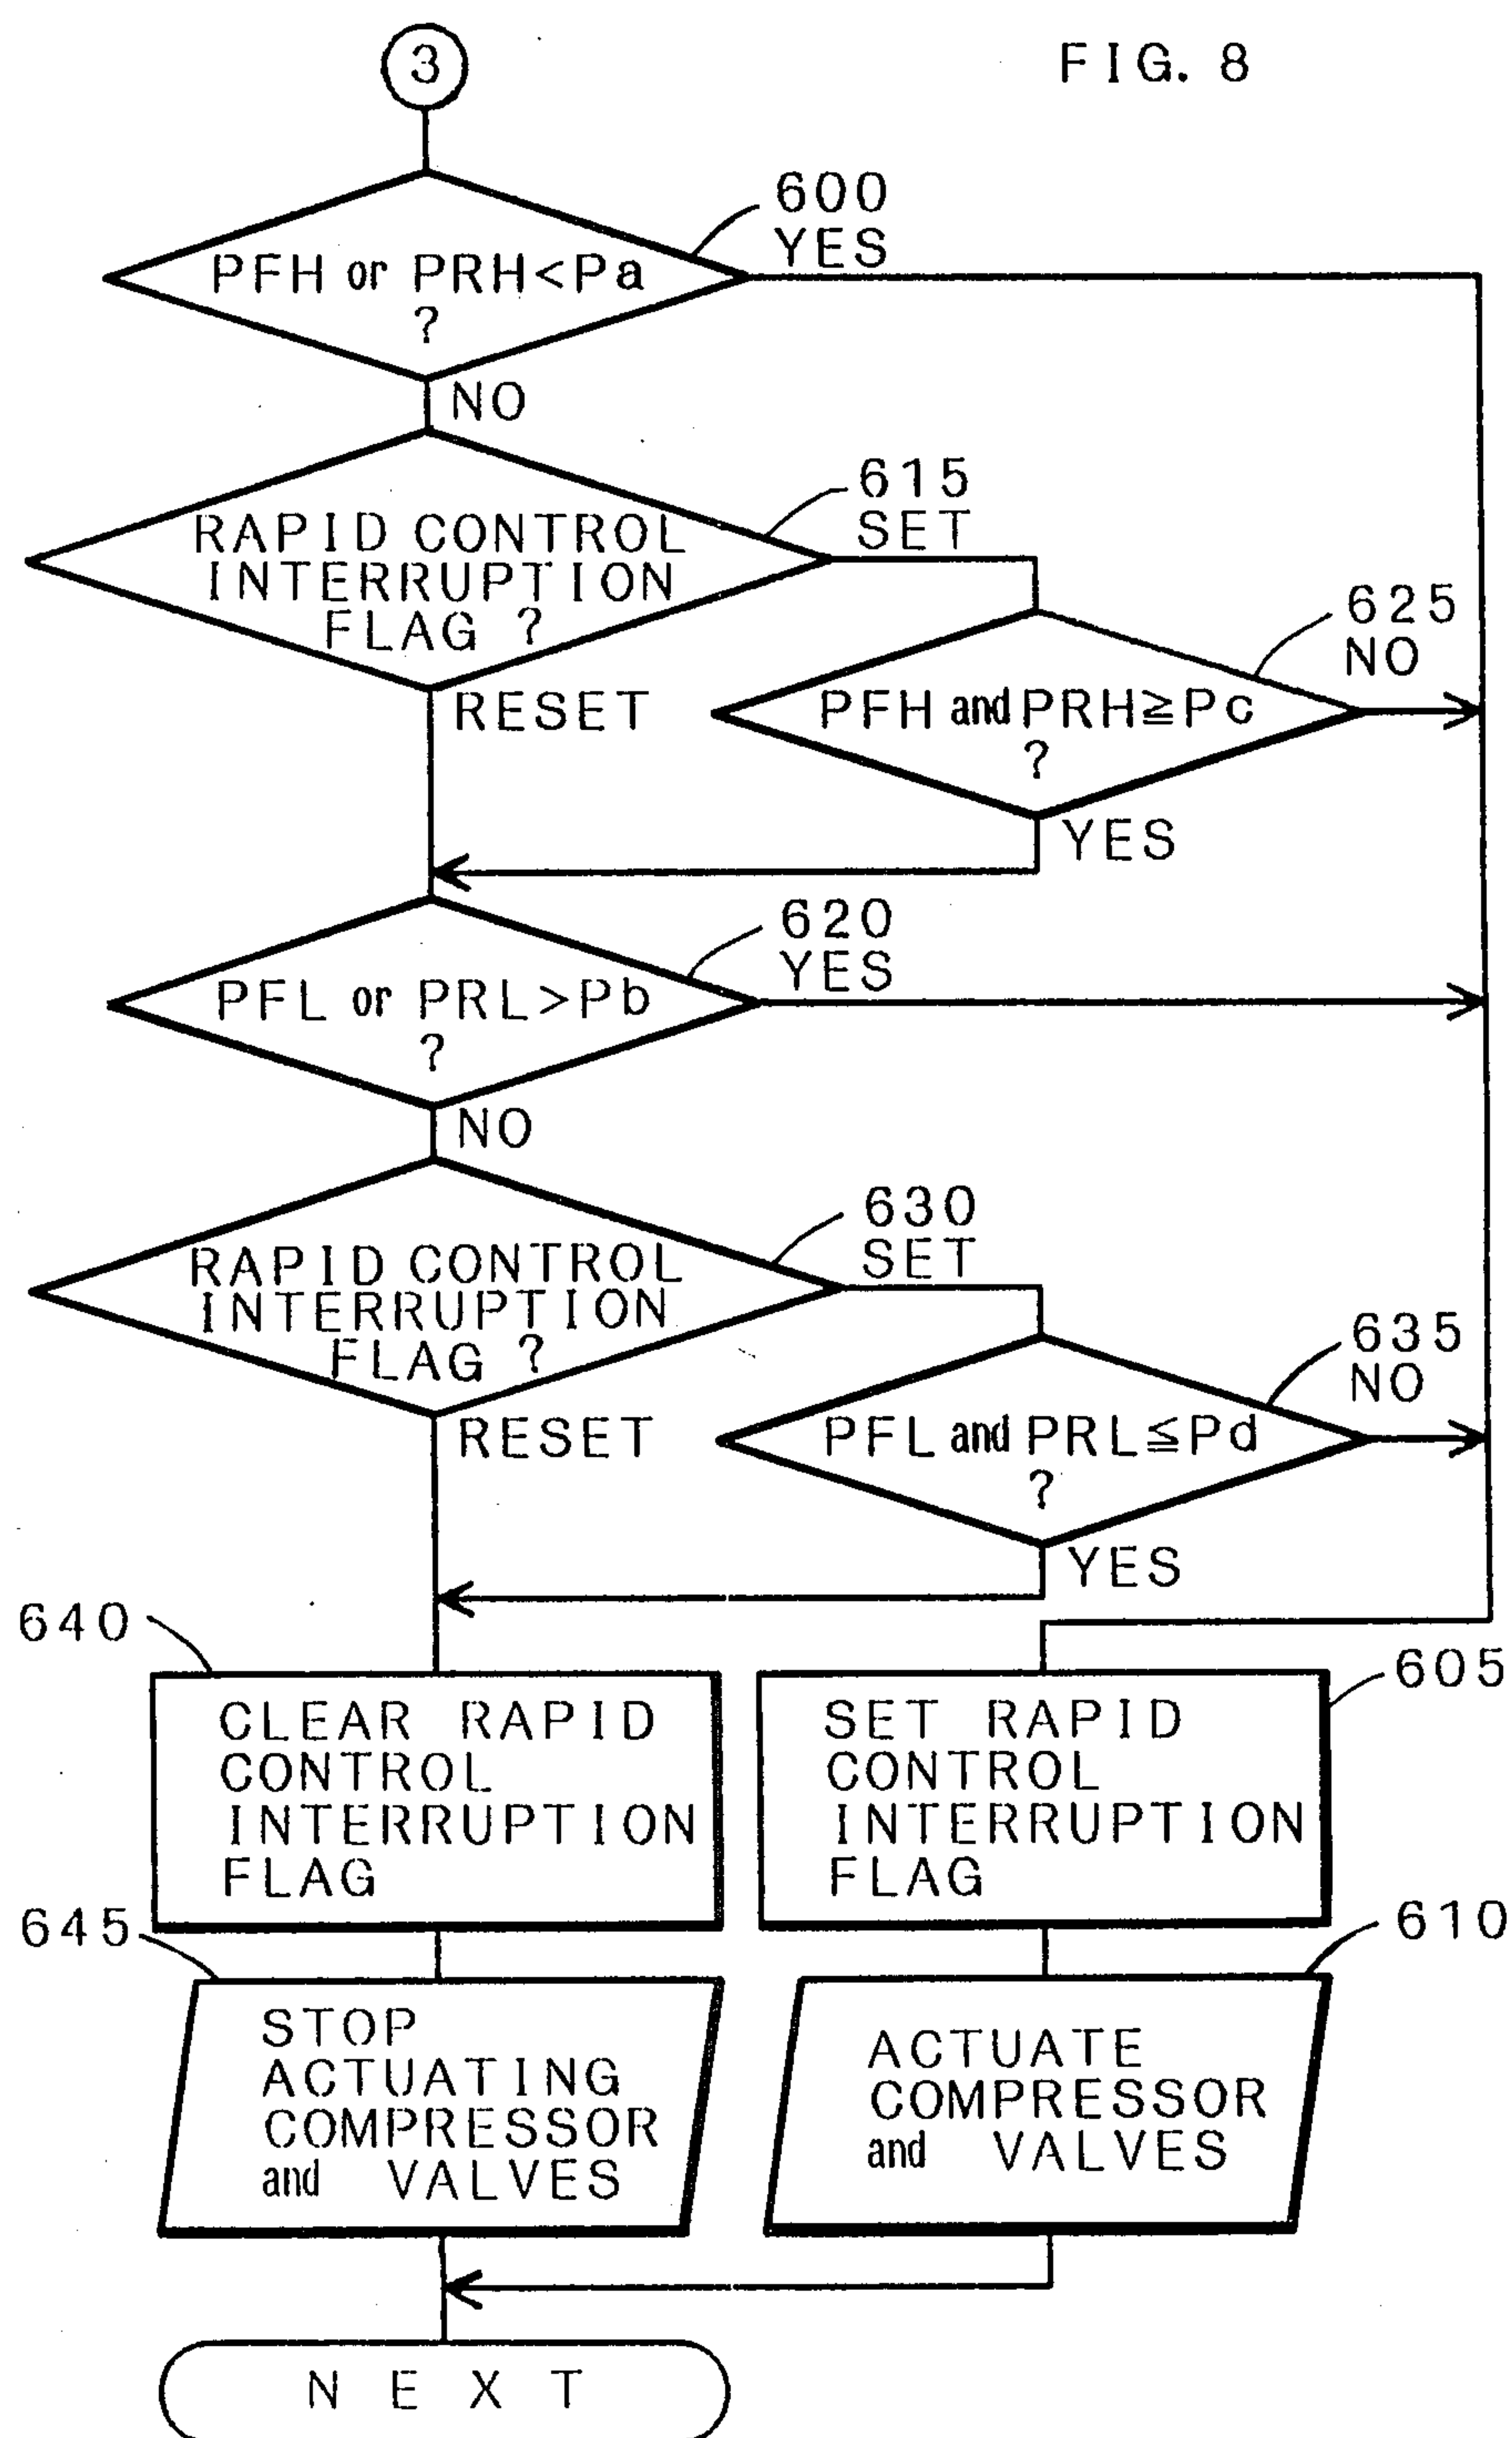 3
FIG. 8
600
YES
PFH or PRH<Pa
?
NO
615
SET
RAPID CONTROL
INTERRUPTION
FLAG ?
625
NO
RESET
PFH and PRH≧Pc
?
YES
620
YES
PFL or PRL>Pb
?
NO
630
SET
RAPID CONTROL
INTERRUPTION
FLAG ?
635
NO
RESET
PFL and PRL≦Pd
?
YES
640
CLEAR RAPID
CONTROL
INTERRUPTION
FLAG
605
SET RAPID
CONTROL
INTERRUPTION
FLAG
645
STOP
ACTUATING
COMPRESSOR
and VALVES
610
ACTUATE
COMPRESSOR
and VALVES
NEXT